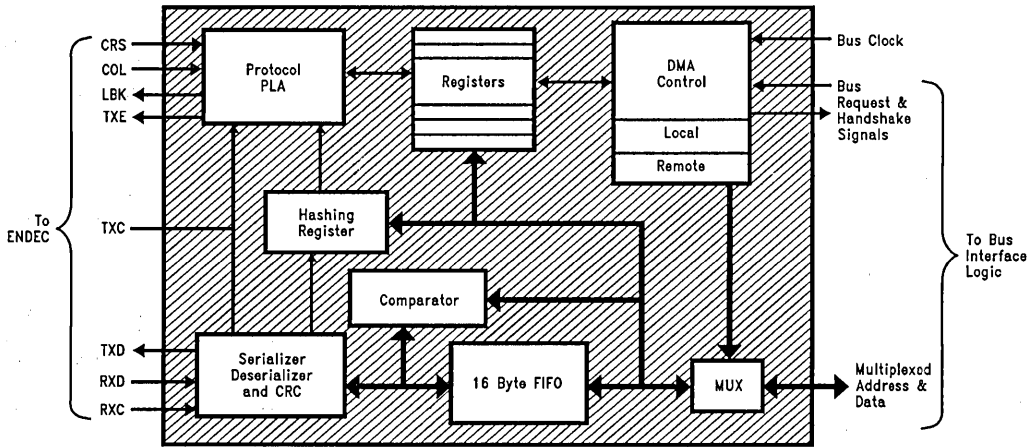 To
ENDEC
CRS
COL
LBK
TXE
TXC
TXD
RXD
RXC
Protocol
PLA
Registers
DMA
Control
Local
Remote
Hashing
Register
Comparator
Serializer
Deserializer
and CRC
16 Byte FIFO
MUX
Bus Clock
Bus
Request &
Handshake
Signals
To Bus
Interface
Logic
Multiplexod
Address &
Data